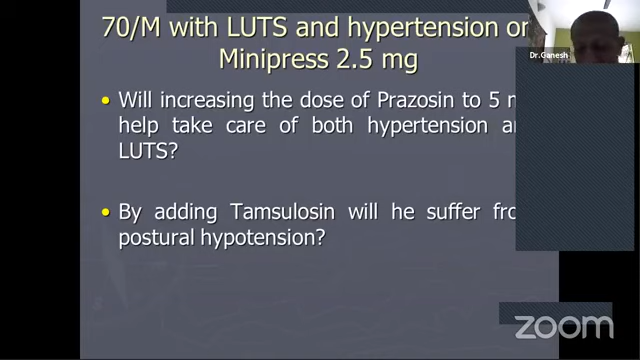 70/M with LUTS and hypertension on
Minipress 2.5 mg
Dr.Ganesh
• Will increasing the dose of Prazosin to 5
help take care of both hypertension
LUTS?
• By adding Tamsulosin will he suffer
postural hypotension?
zoom